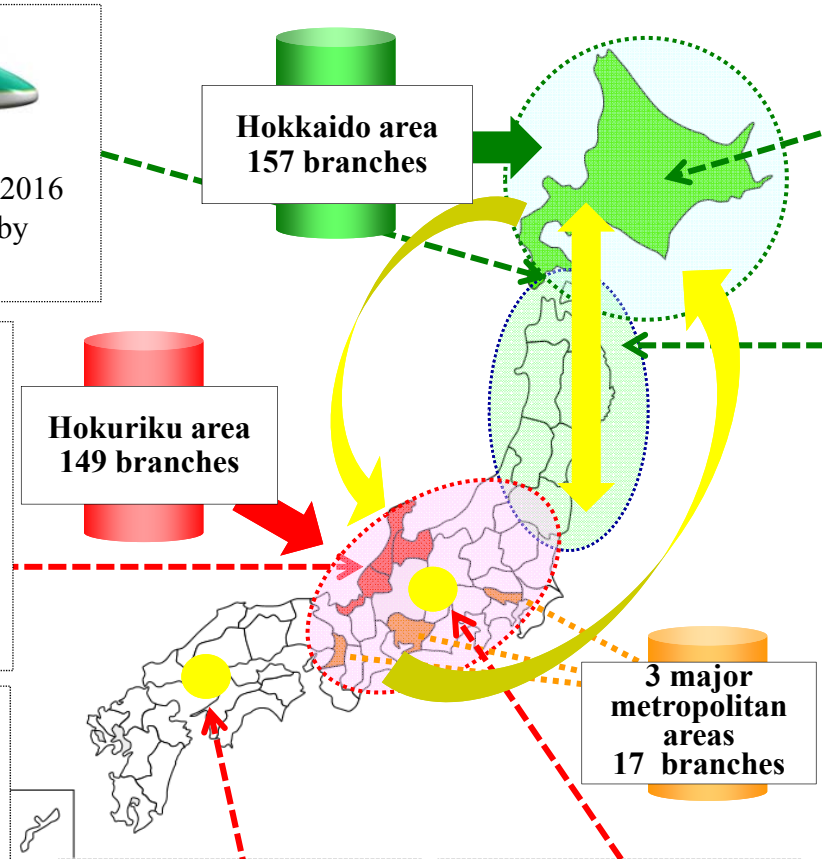 2016
by
Hokkaido area
157 branches
Hokuriku area
149 branches
3 major
metropolitan
areas
17 branches